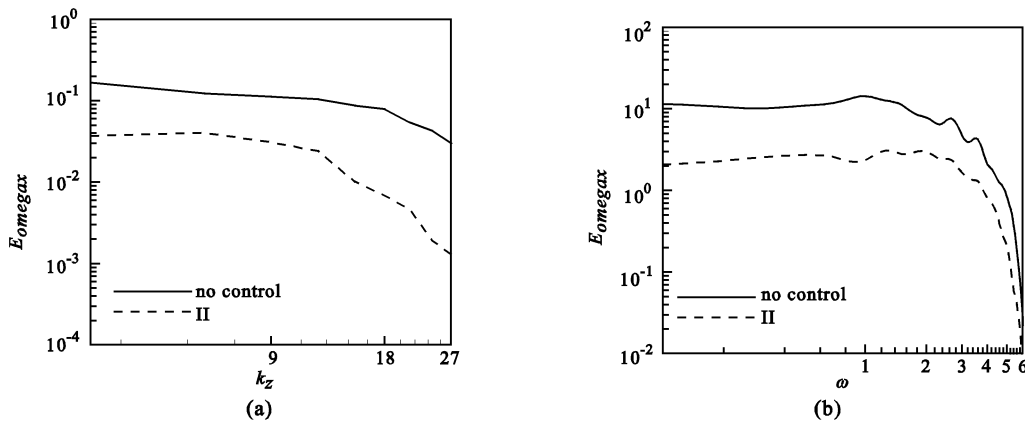 10^0
10^-1
10^-2
10^-3
10^-4
E_omegax
no control
II
9 18 27
k_z
(a)
10^2
10^1
10^0
10^-1
10^-2
E_omegax
no control
II
1 2 3 4 5 6
ω
(b)